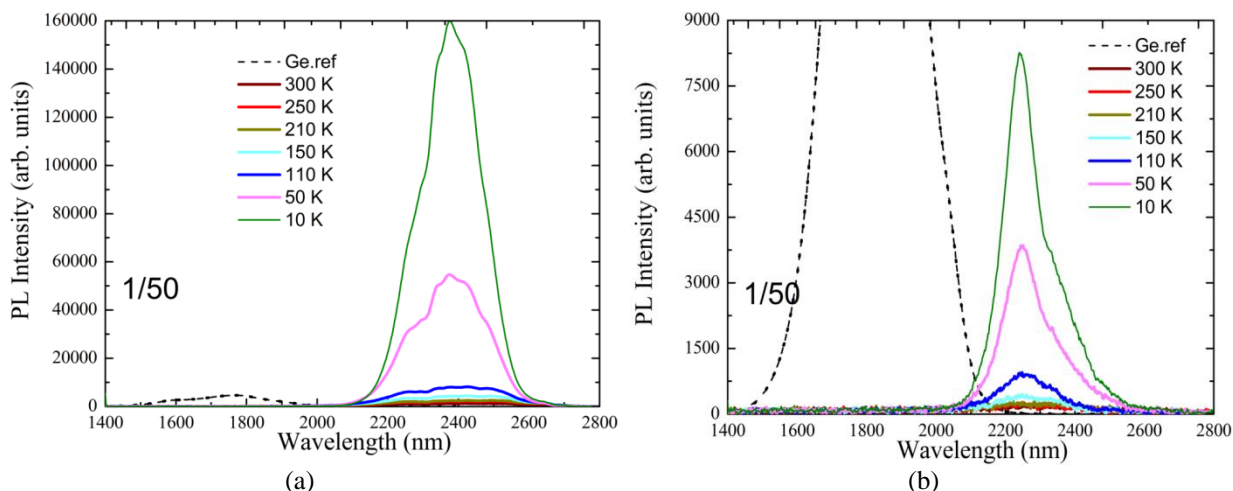 160000
140000
120000
100000
80000
60000
40000
20000
0
PL Intensity (arb. units)
Ge.ref
300 K
250 K
210 K
150 K
110 K
50 K
10 K
1/50
1400 1600 1800 2000 2200 2400 2600 2800
Wavelength (nm)
(a)
9000
7500
6000
4500
3000
1500
0
PL Intensity (arb. units)
Ge.ref
300 K
250 K
210 K
150 K
110 K
50 K
10 K
1/50
1400 1600 1800 2000 2200 2400 2600 2800
Wavelength (nm)
(b)